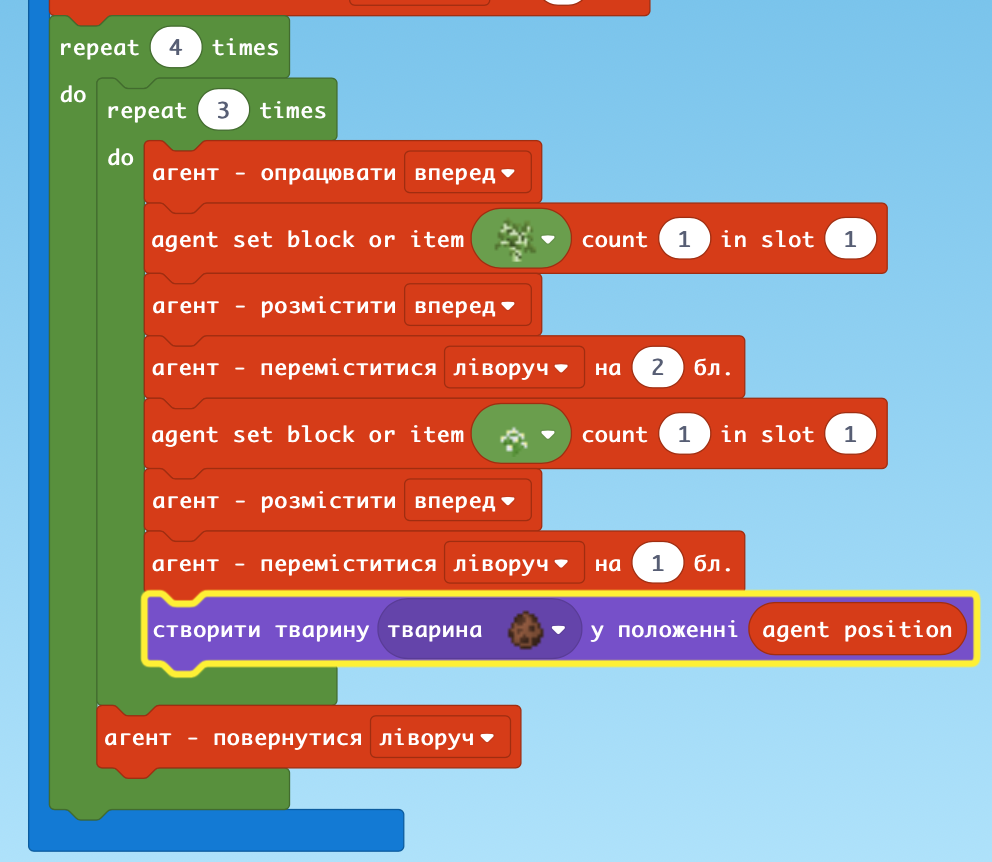 repeat 4 times
do
repeat 3 times
do
агент - опрацювати вперед
agent set block or item count 1 in slot 1
агент - розмістити вперед
агент - переміститися ліворуч на 2 бл.
agent set block or item count 1 in slot 1
агент - розмістити вперед
агент - переміститися ліворуч на 1 бл.
створити тварину тварина у положенні agent position
агент - повернутися ліворуч